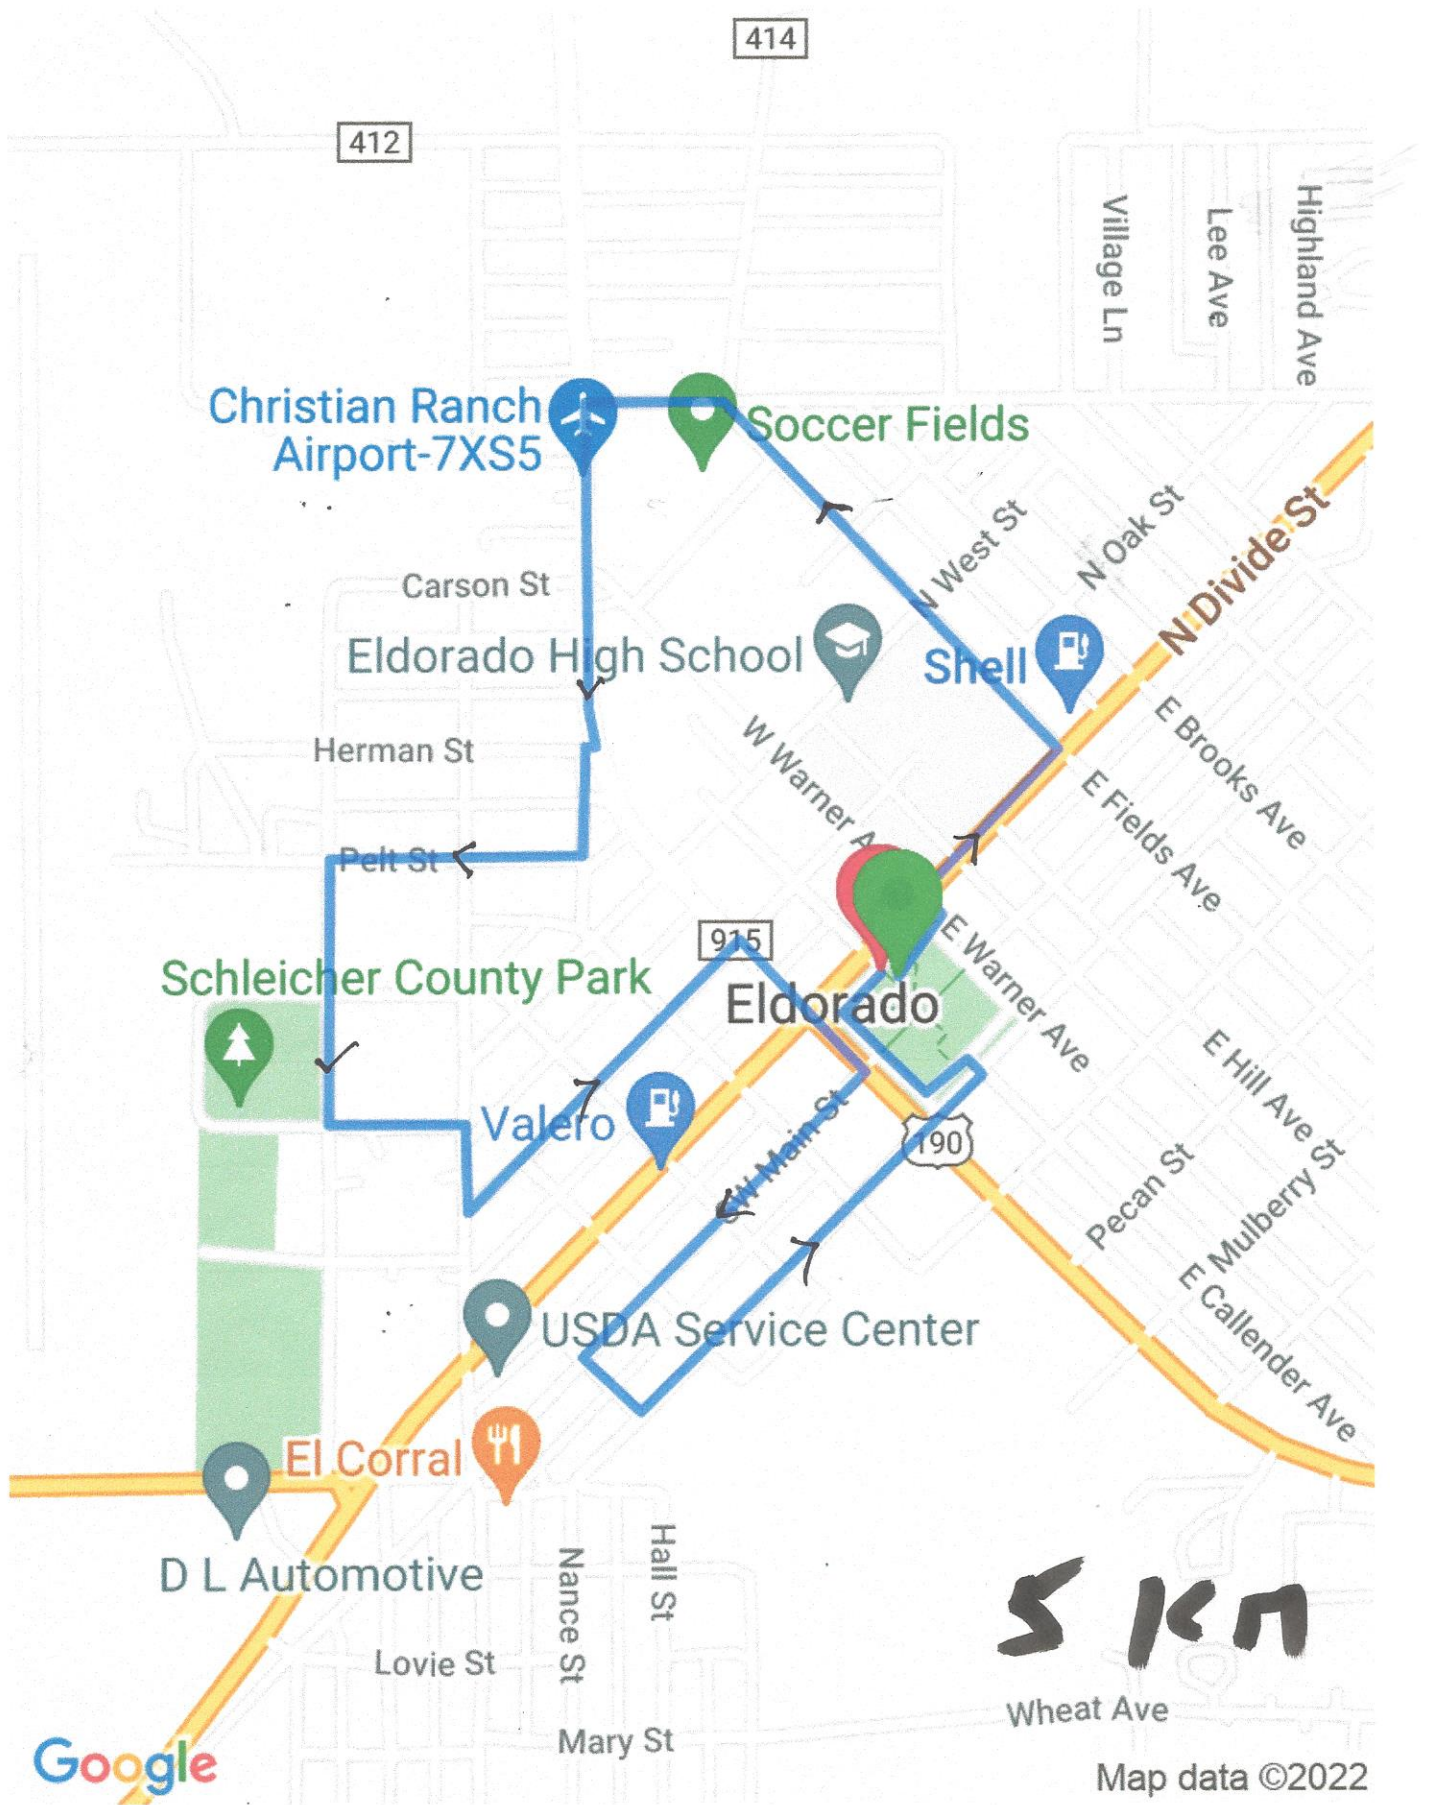 414
412
Village Ln
Lee Ave
Highland Ave
Christian Ranch
Airport-7XS5
Soccer Fields
N West St
N Oak St
N Divide St
Carson St
Eldorado High School
Shell
Herman St
W Warner A
E Brooks Ave
E Fields Ave
Pelt St
915
E Warner Ave
Schleicher County Park
Eldorado
E Hill Ave
Valero
SW Main St
190
Pecan St
E Mulberry St
E Callender Ave
USDA Service Center
El Corral
D L Automotive
Nance St
Hall St
Lovie St
5 Km
Wheat Ave
Mary St
Google
Map data ©2022